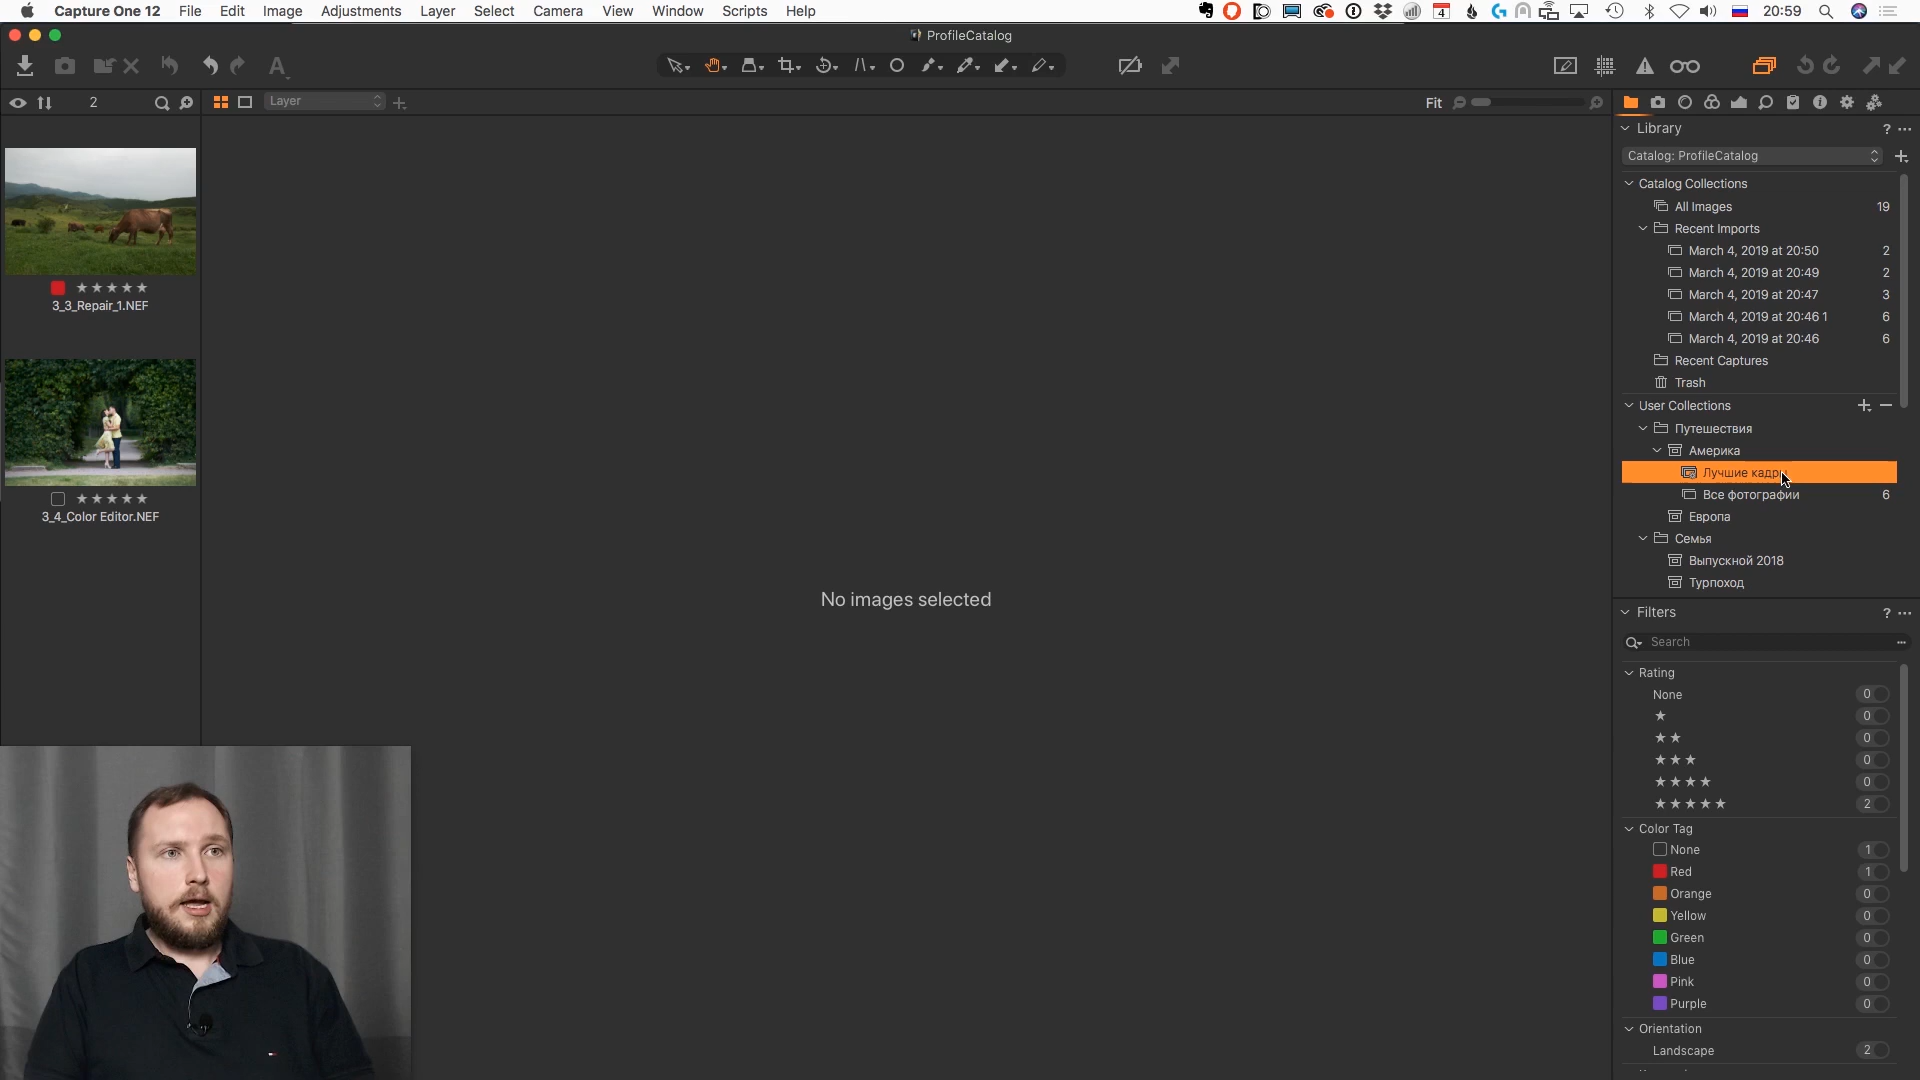 Capture One 12 File Edit Image Adjustments Layer Select Camera View Window Scripts Help 4 20:59
ProfileCatalog
2 Layer Fit
3_3_Repair_1.NEF
3_4_Color Editor.NEF
No images selected
Library ?
Catalog: ProfileCatalog
Catalog Collections
All Images 19
Recent Imports
March 4, 2019 at 20:50 2
March 4, 2019 at 20:49 2
March 4, 2019 at 20:47 3
March 4, 2019 at 20:46 1 6
March 4, 2019 at 20:46 6
Recent Captures
Trash
User Collections
Путешествия
Америка
Лучшие кадры
Все фотографии 6
Европа
Семья
Выпускной 2018
Турпоход
Filters ?
Search
Rating
None 0
★ 0
★★ 0
★★★ 0
★★★★ 0
★★★★★ 2
Color Tag
None 1
Red 1
Orange 0
Yellow 0
Green 0
Blue 0
Pink 0
Purple 0
Orientation
Landscape 2